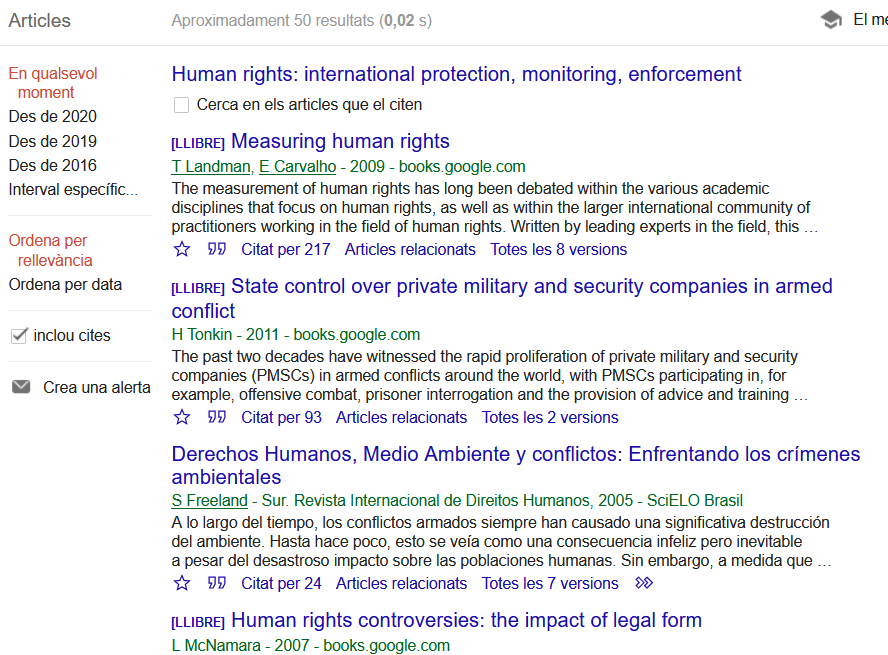 Articles
Aproximadament 50 resultats (0,02 s)
El me
En qualsevol
moment
Des de 2020
Des de 2019
Des de 2016
Interval específic...
Ordena per
rellevància
Ordena per data
inclou cites
Crea una alerta
Human rights: international protection, monitoring, enforcement
Cerca en els articles que el citen
[LLIBRE] Measuring human rights
T Landman, E Carvalho - 2009 - books.google.com
The measurement of human rights has long been debated within the various academic
disciplines that focus on human rights, as well as within the larger international community of
practitioners working in the field of human rights. Written by leading experts in the field, this …
Citat per 217 Articles relacionats Totes les 8 versions
[LLIBRE] State control over private military and security companies in armed
conflict
H Tonkin - 2011 - books.google.com
The past two decades have witnessed the rapid proliferation of private military and security
companies (PMSCs) in armed conflicts around the world, with PMSCs participating in, for
example, offensive combat, prisoner interrogation and the provision of advice and training …
Citat per 93 Articles relacionats Totes les 2 versions
Derechos Humanos, Medio Ambiente y conflictos: Enfrentando los crímenes
ambientales
S Freeland - Sur. Revista Internacional de Direitos Humanos, 2005 - SciELO Brasil
A lo largo del tiempo, los conflictos armados siempre han causado una significativa destrucción
del ambiente. Hasta hace poco, esto se veía como una consecuencia infeliz pero inevitable
a pesar del desastroso impacto sobre las poblaciones humanas. Sin embargo, a medida que …
Citat per 24 Articles relacionats Totes les 7 versions
[LLIBRE] Human rights controversies: the impact of legal form
L McNamara - 2007 - books.google.com